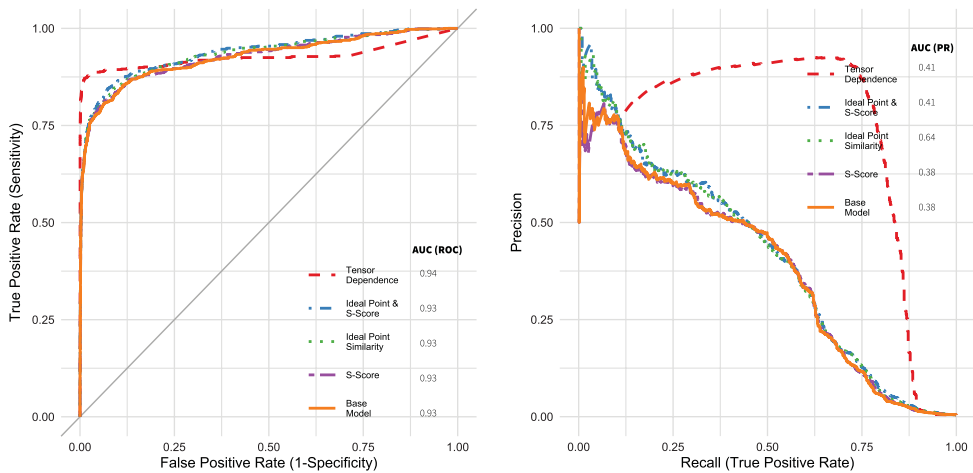 True Positive Rate (Sensitivity)
1.00
0.75
0.50
0.25
0.00
0.00
0.25
0.50
0.75
1.00
False Positive Rate (1-Specificity)
AUC (ROC)
Tensor
Dependence
0.94
Ideal Point &
S-Score
0.93
Ideal Point
Similarity
0.93
S-Score
0.93
Base
Model
0.93
Precision
1.00
0.75
0.50
0.25
0.00
0.00
0.25
0.50
0.75
1.00
Recall (True Positive Rate)
AUC (PR)
Tensor
Dependence
0.41
Ideal Point &
S-Score
0.41
Ideal Point
Similarity
0.64
S-Score
0.38
Base
Model
0.38